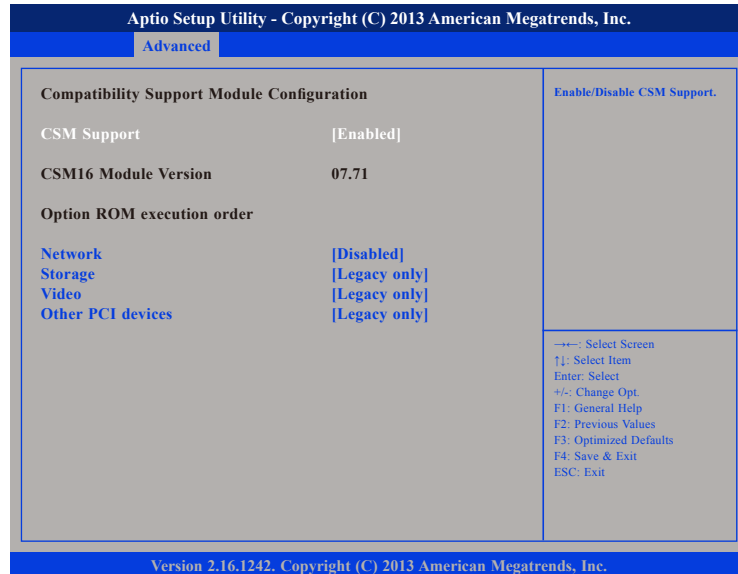 Aptio Setup Utility - Copyright (C) 2013 American Megatrends, Inc.
Advanced
Compatibility Support Module Configuration
CSM Support [Enabled]
CSM16 Module Version 07.71
Option ROM execution order
Network [Disabled]
Storage [Legacy only]
Video [Legacy only]
Other PCI devices [Legacy only]
Enable/Disable CSM Support.
→←: Select Screen
↑↓: Select Item
Enter: Select
+/-: Change Opt.
F1: General Help
F2: Previous Values
F3: Optimized Defaults
F4: Save & Exit
ESC: Exit
Version 2.16.1242. Copyright (C) 2013 American Megatrends, Inc.